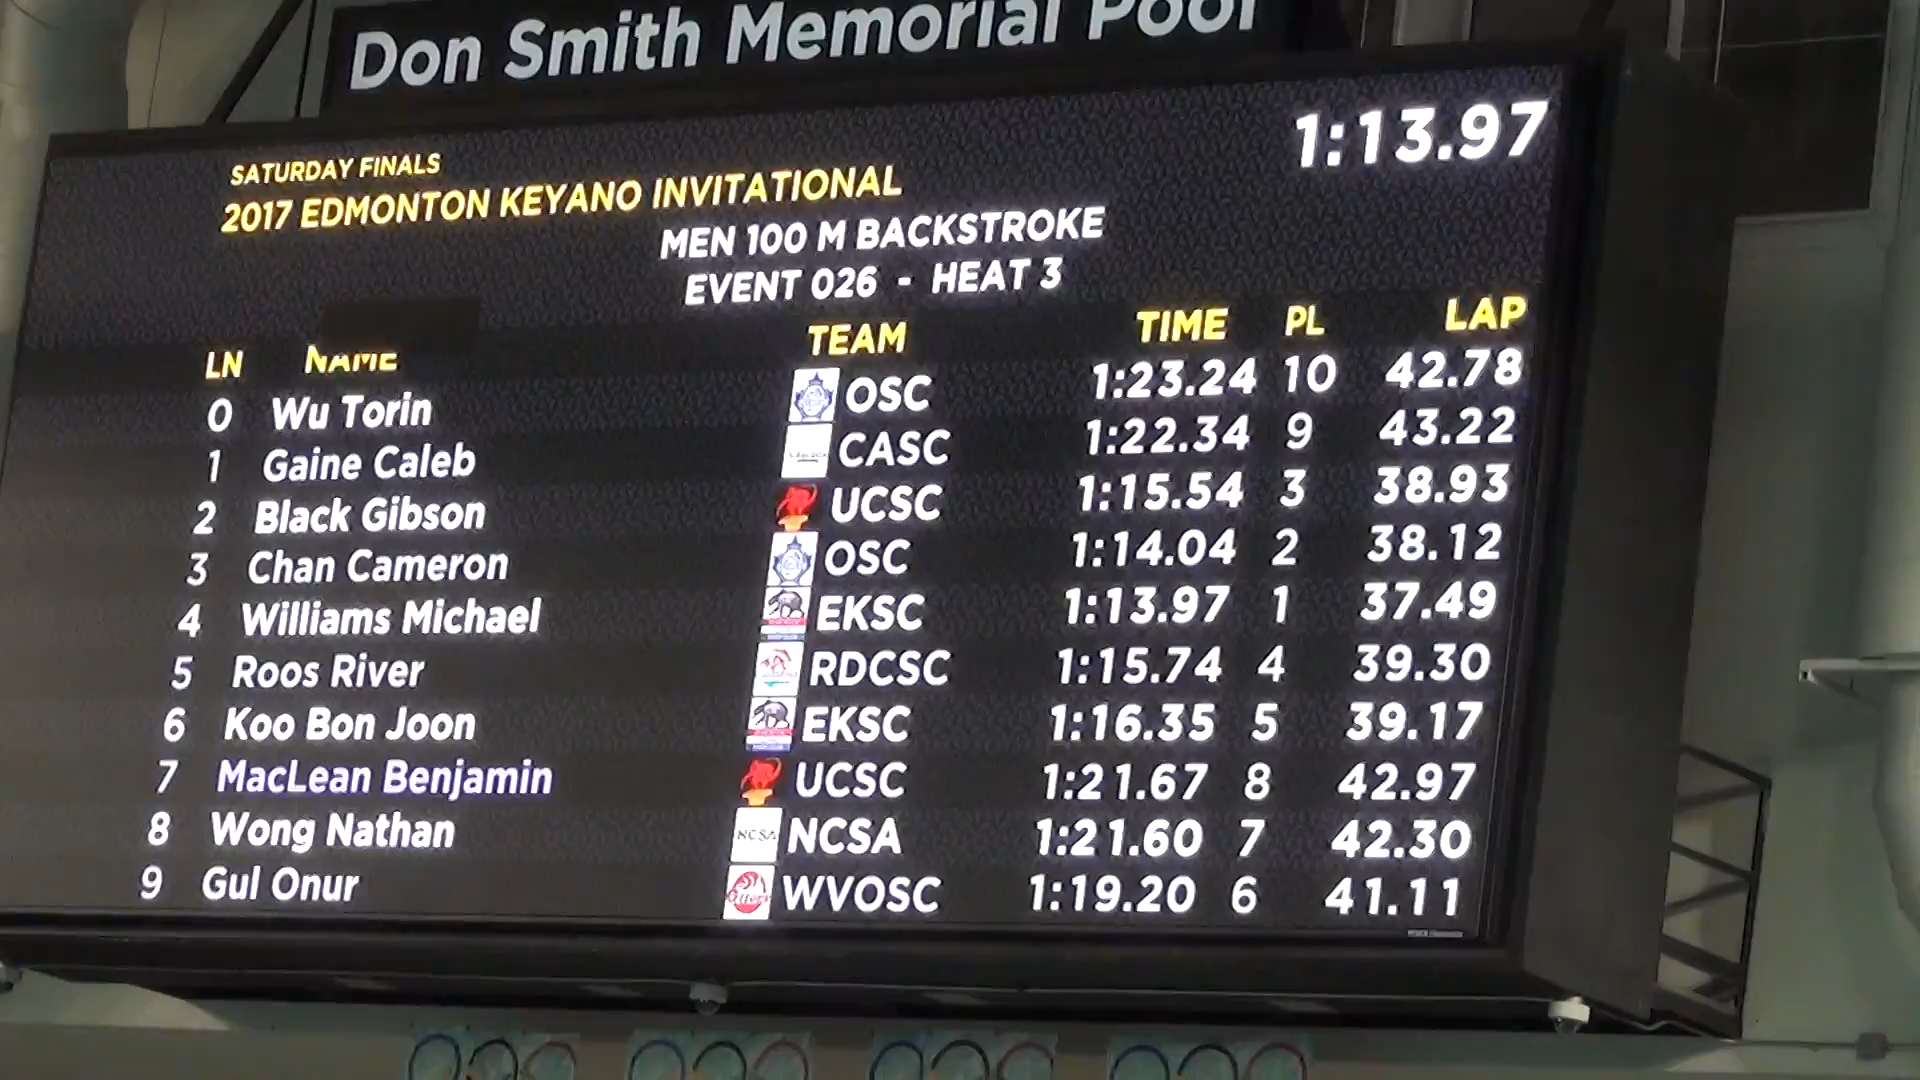 Don Smith Memorial Pool
1:13.97
SATURDAY FINALS
2017 EDMONTON KEYANO INVITATIONAL
MEN 100 M BACKSTROKE
EVENT 026 - HEAT 3
LN NAME TEAM TIME PL LAP
0 Wu Torin OSC 1:23.24 10 42.78
1 Gaine Caleb CASC 1:22.34 9 43.22
2 Black Gibson UCSC 1:15.54 3 38.93
3 Chan Cameron OSC 1:14.04 2 38.12
4 Williams Michael EKSC 1:13.97 1 37.49
5 Roos River RDCSC 1:15.74 4 39.30
6 Koo Bon Joon EKSC 1:16.35 5 39.17
7 MacLean Benjamin UCSC 1:21.67 8 42.97
8 Wong Nathan NCSA NCSA 1:21.60 7 42.30
9 Gul Onur WVOSC 1:19.20 6 41.11